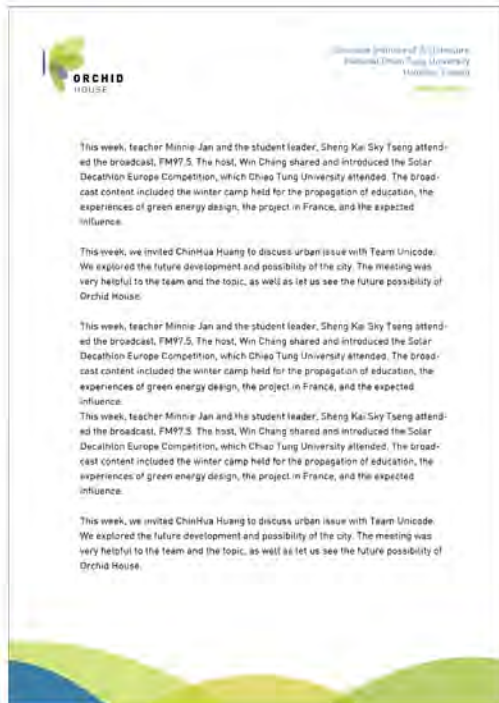 ORCHID
HOUSE
Graduate Institute of Architecture
National Chiao Tung University
Hsinchu, Taiwan
This week, teacher Minnie Jan and the student leader, Sheng Kai Sky Tseng attend-
ed the broadcast, FM97.5. The host, Win Chang shared and introduced the Solar
Decathlon Europe Competition, which Chiao Tung University attended. The broad-
cast content included the winter camp held for the propagation of education, the
experiences of green energy design, the project in France, and the expected
influence.
This week, we invited ChinHua Huang to discuss urban issue with Team Unicode.
We explored the future development and possibility of the city. The meeting was
very helpful to the team and the topic, as well as let us see the future possibility of
Orchid House.
This week, teacher Minnie Jan and the student leader, Sheng Kai Sky Tseng attend-
ed the broadcast, FM97.5. The host, Win Chang shared and introduced the Solar
Decathlon Europe Competition, which Chiao Tung University attended. The broad-
cast content included the winter camp held for the propagation of education, the
experiences of green energy design, the project in France, and the expected
influence.
This week, teacher Minnie Jan and the student leader, Sheng Kai Sky Tseng attend-
ed the broadcast, FM97.5. The host, Win Chang shared and introduced the Solar
Decathlon Europe Competition, which Chiao Tung University attended. The broad-
cast content included the winter camp held for the propagation of education, the
experiences of green energy design, the project in France, and the expected
influence.
This week, we invited ChinHua Huang to discuss urban issue with Team Unicode.
We explored the future development and possibility of the city. The meeting was
very helpful to the team and the topic, as well as let us see the future possibility of
Orchid House.